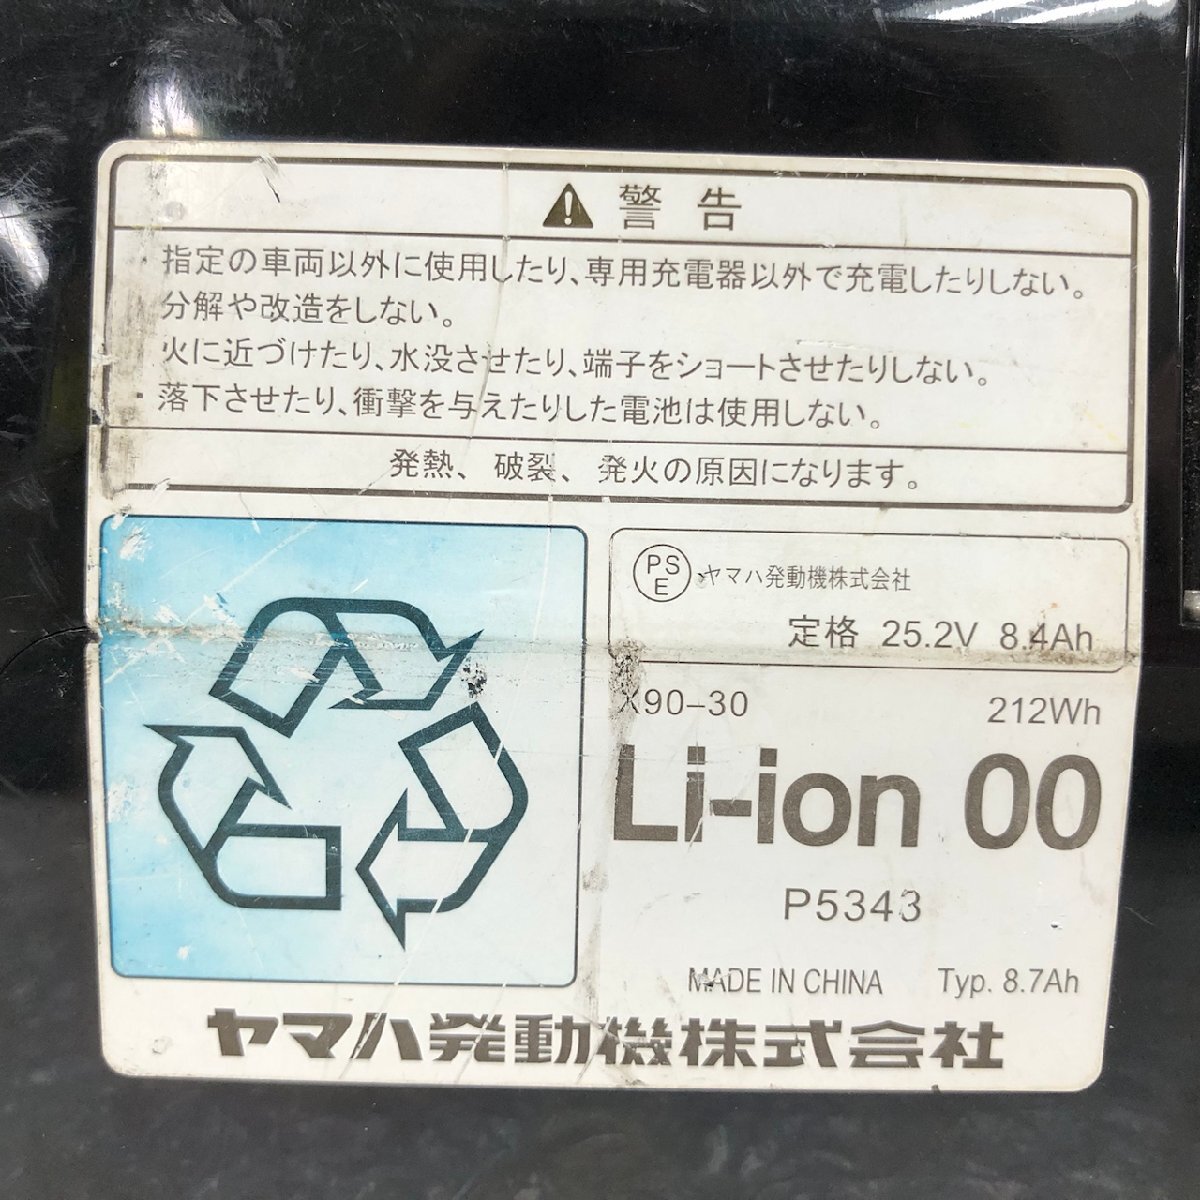 警告
指定の車両以外に使用したり、専用充電器以外で充電したりしない。
分解や改造をしない。
火に近づけたり、水没させたり、端子をショートさせたりしない。
・落下させたり、衝撃を与えたりした電池は使用しない。
発熱、破裂、発火の原因になります。
PSE
ヤマハ発動機株式会社
定格 25.2V 8.4Ah
X90-30 212Wh
Li-ion 00
P5343
MADE IN CHINA Typ. 8.7Ah
ヤマハ発動機株式会社